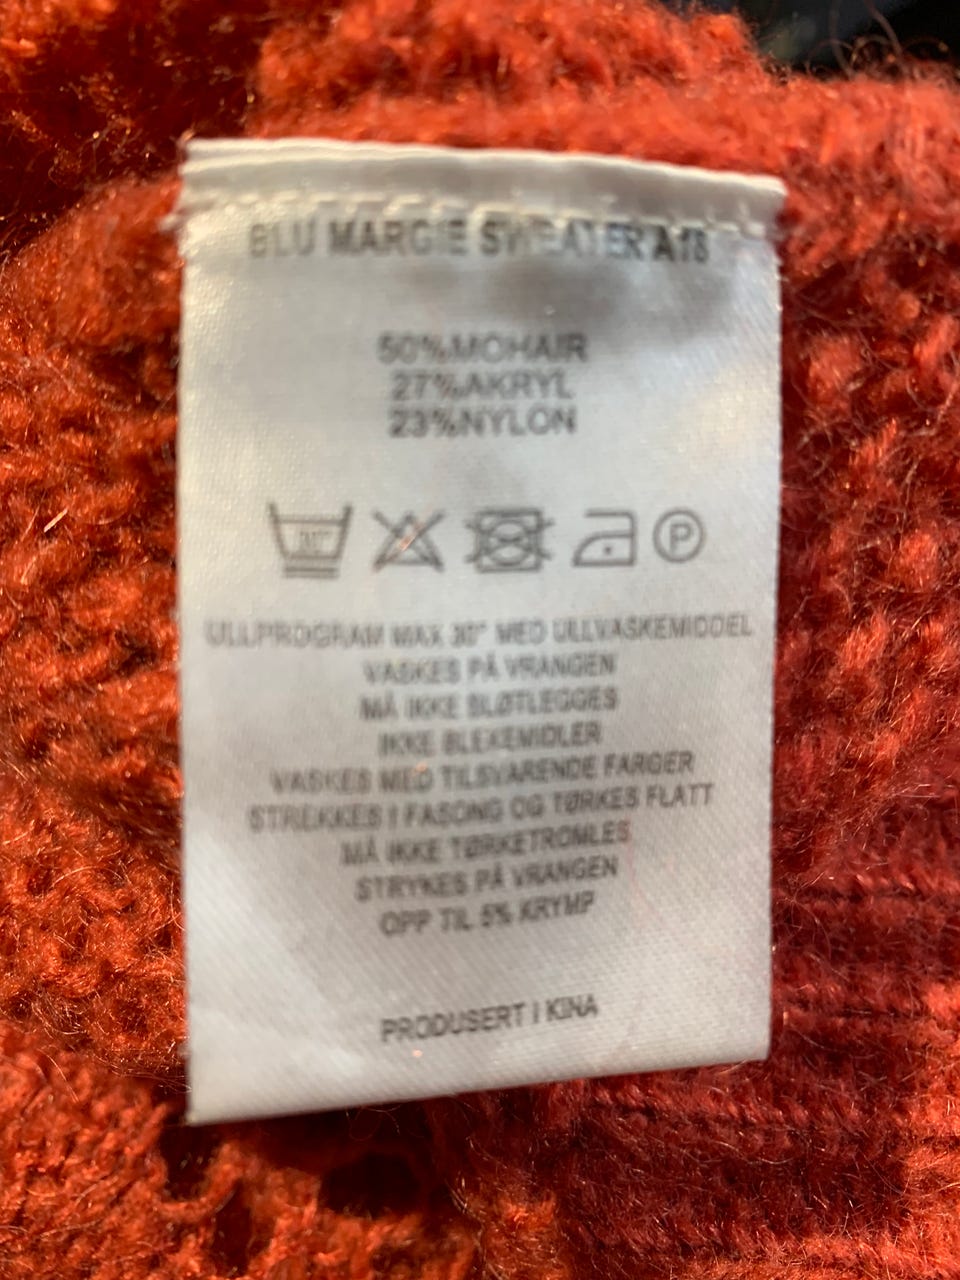 BLU MARGIE SWEATER A18
50%MOHAIR
27%AKRYL
23%NYLON
30°
P
ULLPROGRAM MAX 30° MED ULLVASKEMIDDEL
VASKES PÅ VRANGEN
MÅ IKKE BLØTLEGGES
IKKE BLEKEMIDLER
VASKES MED TILSVARENDE FARGER
STREKKES I FASONG OG TØRKES FLATT
MÅ IKKE TØRKETROMLES
STRYKES PÅ VRANGEN
OPP TIL 5% KRYMP
PRODUSERT I KINA